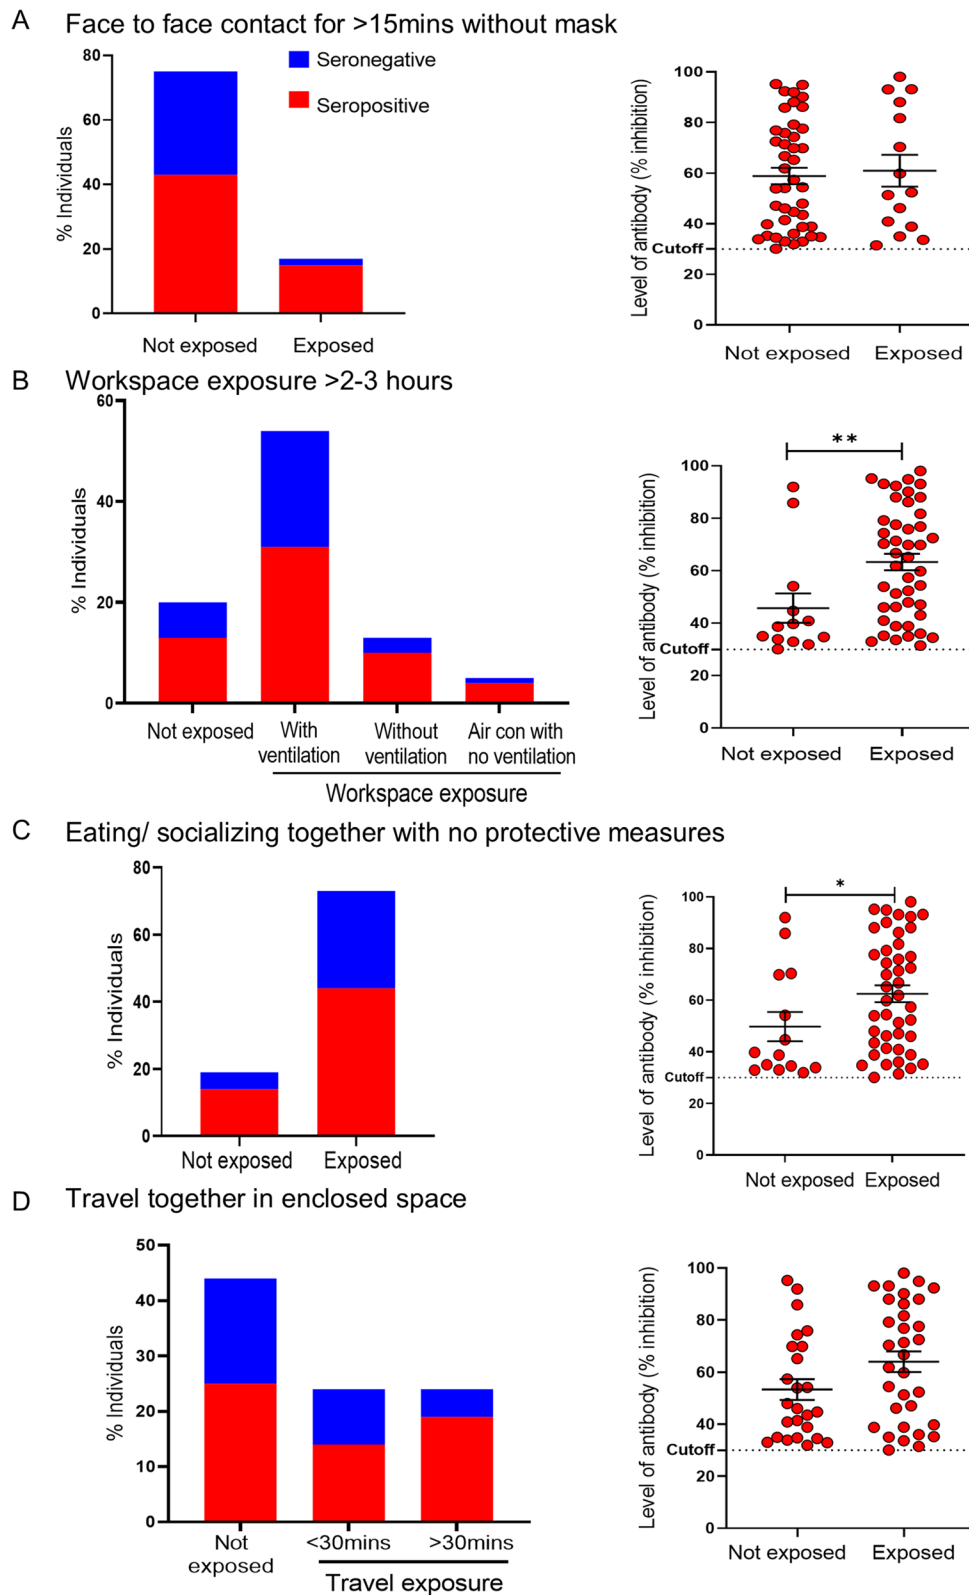 A Face to face contact for >15mins without mask
% Individuals
80
60
40
20
0
Seronegative
Seropositive
Not exposed Exposed
Level of antibody (% inhibition)
100
80
60
40
Cutoff
20
0
Not exposed Exposed
B Workspace exposure >2-3 hours
% Individuals
60
40
20
0
Not exposed
With ventilation
Without ventilation
Air con with no ventilation
Workspace exposure
**
Level of antibody (% inhibition)
100
80
60
40
Cutoff
20
0
Not exposed Exposed
C Eating/ socializing together with no protective measures
% Individuals
80
60
40
20
0
Not exposed Exposed
*
Level of antibody (% inhibition)
100
80
60
40
Cutoff
20
0
Not exposed Exposed
D Travel together in enclosed space
% Individuals
50
40
30
20
10
0
Not exposed
<30mins >30mins
Travel exposure
Level of antibody (% inhibition)
100
80
60
40
Cutoff
20
0
Not exposed Exposed